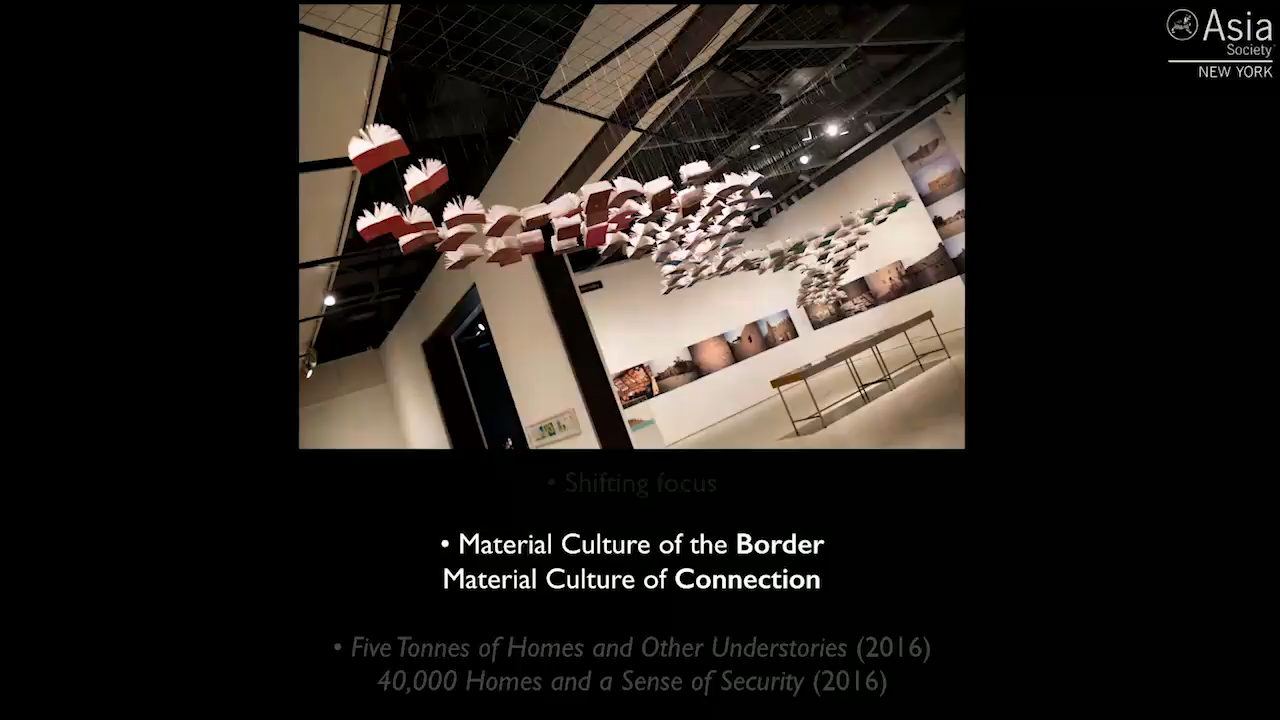 Asia
Society
NEW YORK
• Shifting focus
• Material Culture of the Border
Material Culture of Connection
• Five Tonnes of Homes and Other Understories (2016)
40,000 Homes and a Sense of Security (2016)